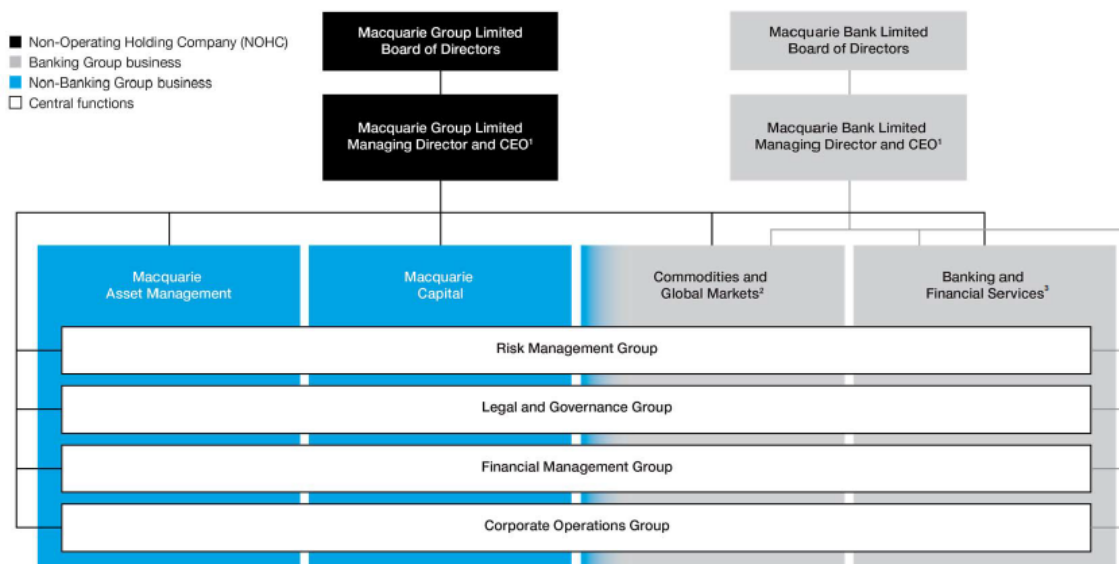 Non-Operating Holding Company (NOHC)
Banking Group business
Non-Banking Group business
Central functions
Macquarie Group Limited
Board of Directors
Macquarie Bank Limited
Board of Directors
Macquarie Group Limited
Managing Director and CEO¹
Macquarie Bank Limited
Managing Director and CEO¹
Macquarie
Asset Management
Macquarie
Capital
Commodities and
Global Markets²
Banking and
Financial Services³
Risk Management Group
Legal and Governance Group
Financial Management Group
Corporate Operations Group